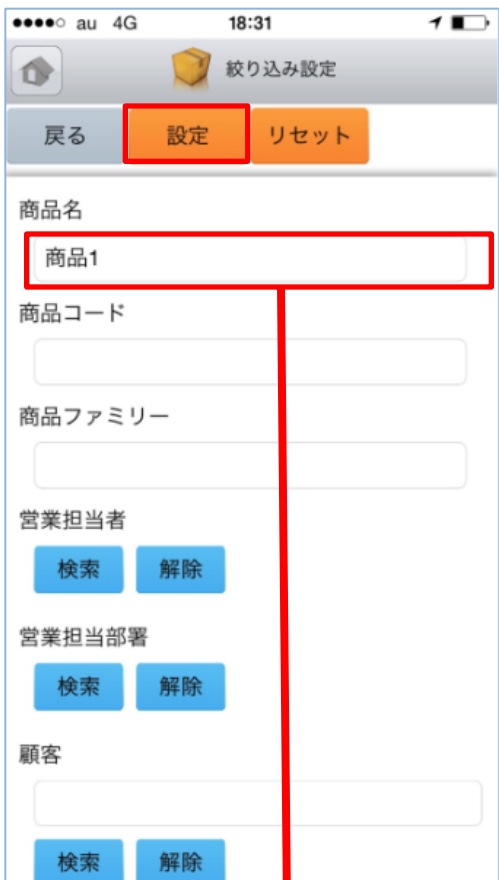 au 4G 18:31
絞り込み設定
戻る 設定 リセット
商品名
商品1
商品コード
商品ファミリー
営業担当者
検索 解除
営業担当部署
検索 解除
顧客
検索 解除